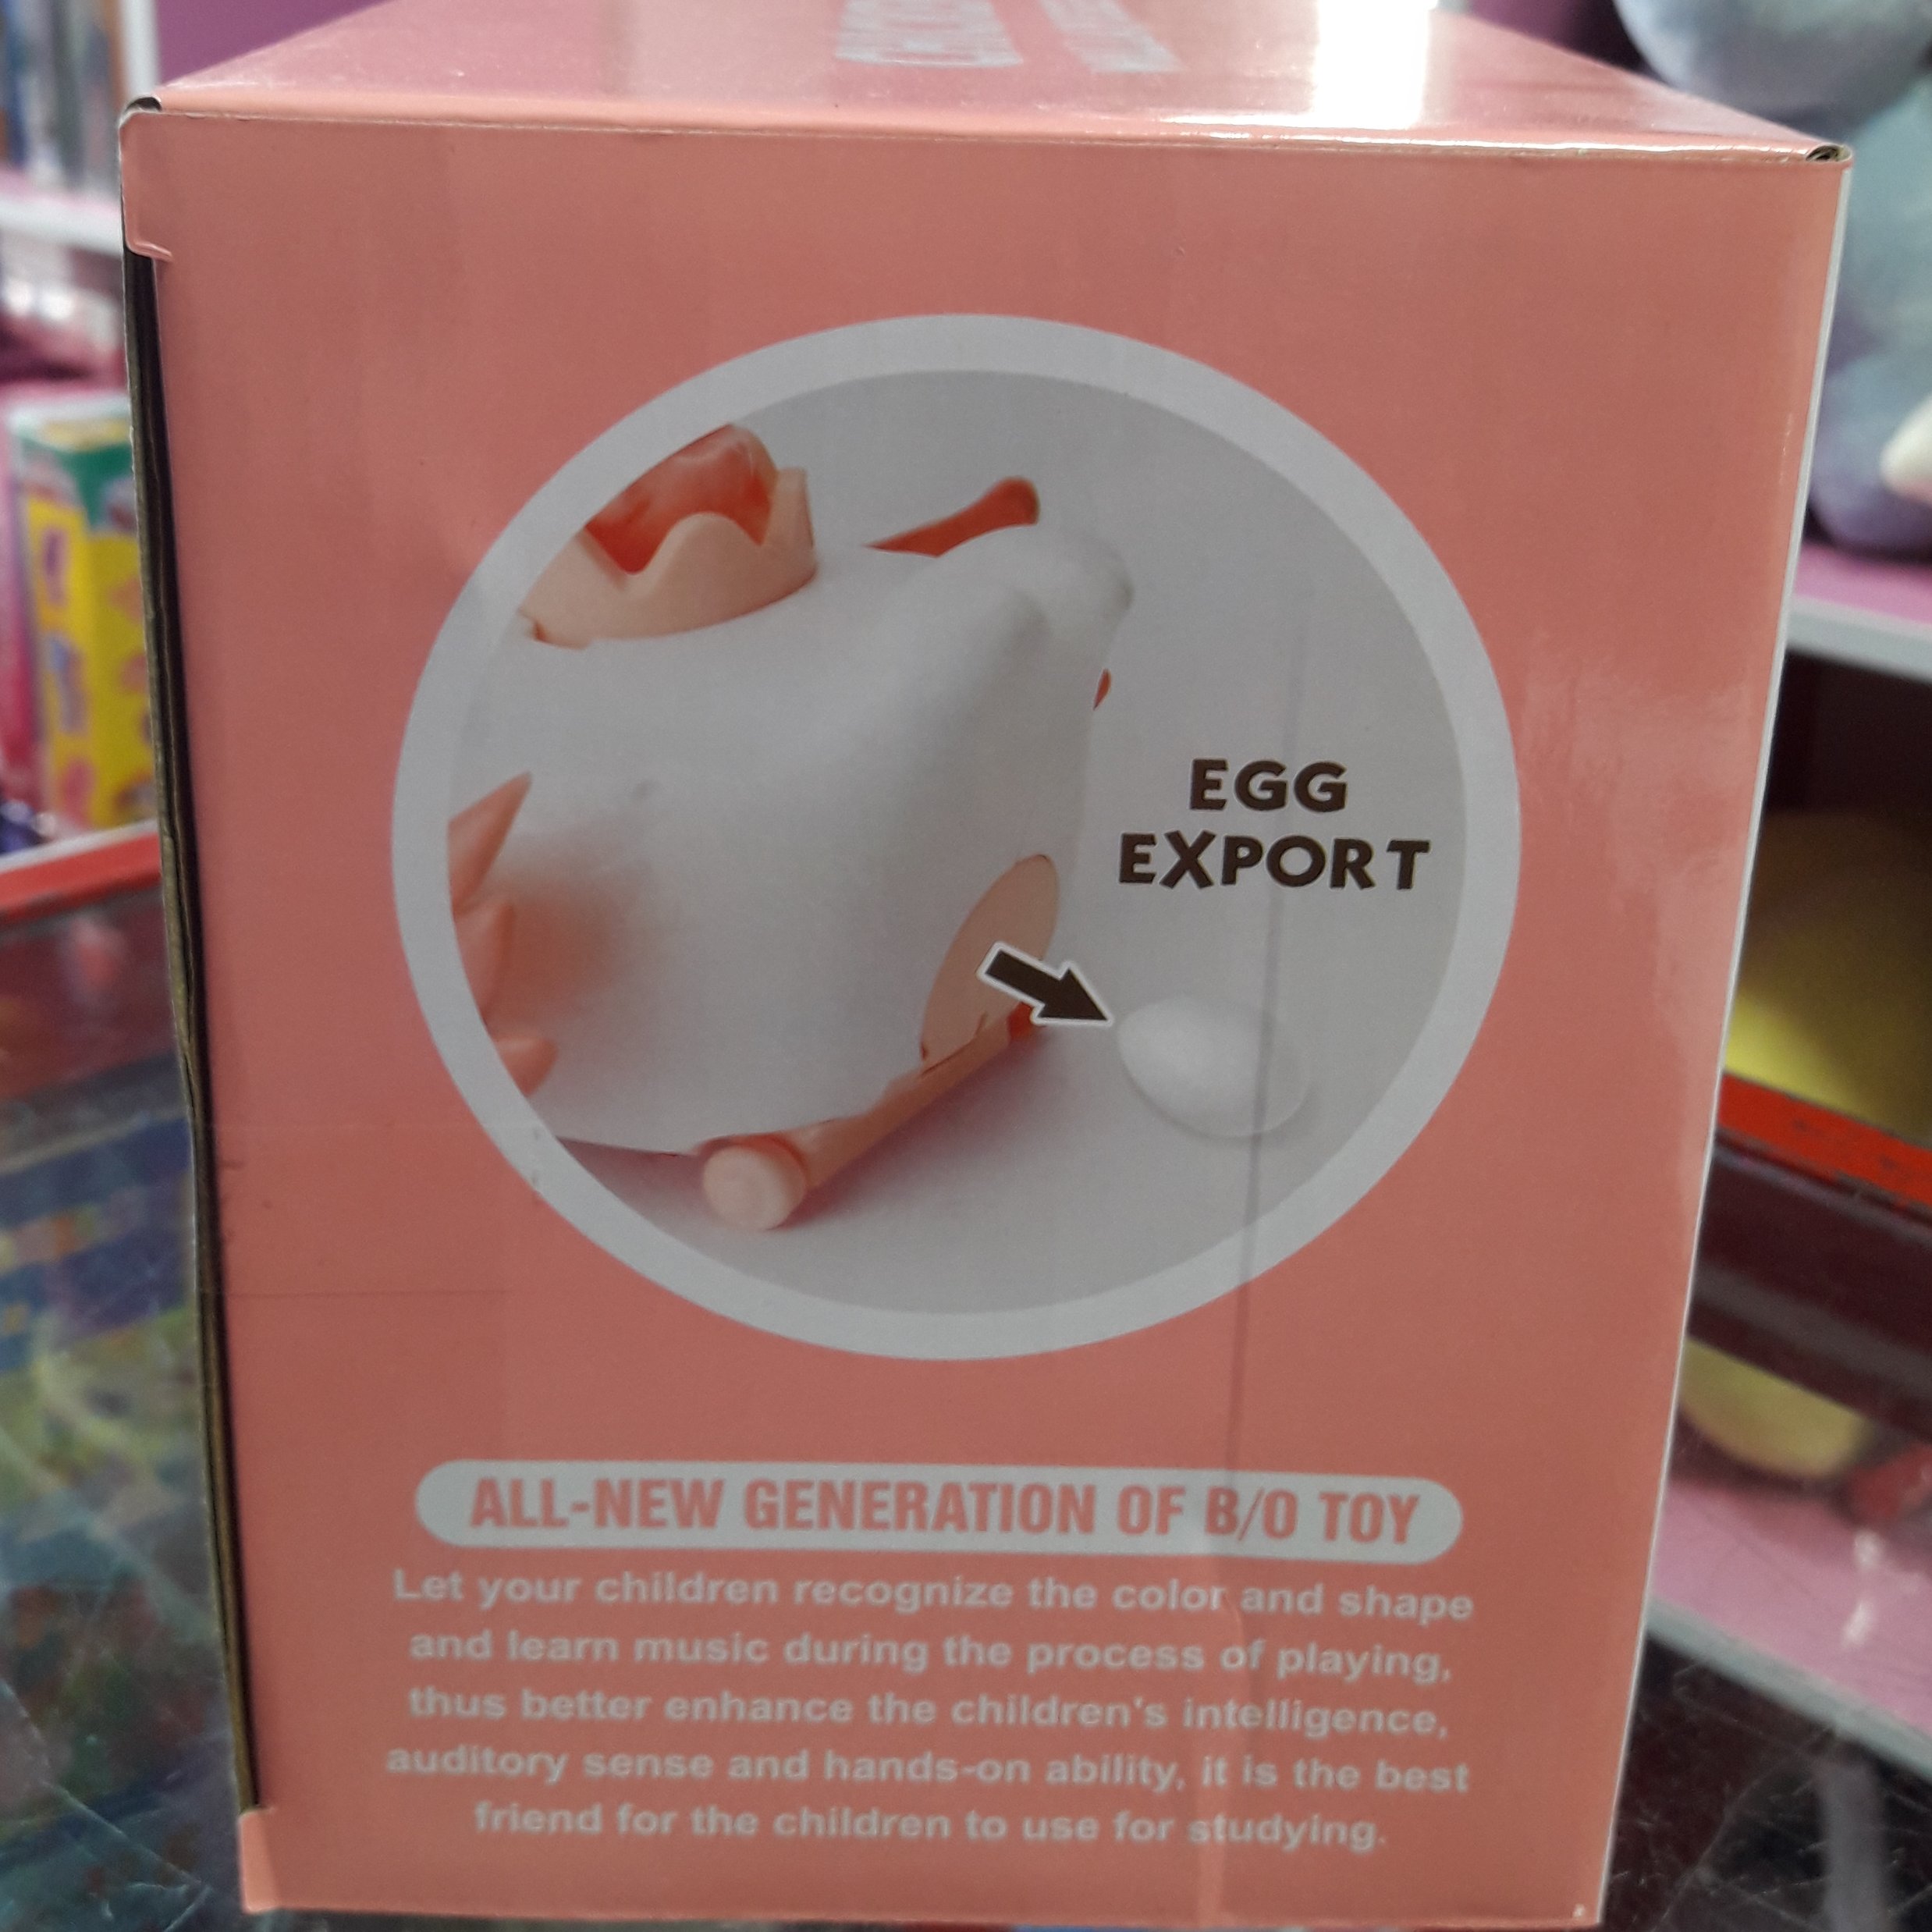 EGG
EXPORT
ALL-NEW GENERATION OF B/O TOY
Let your children recognize the color and shape
and learn music during the process of playing,
thus better enhance the children's intelligence,
auditory sense and hands-on ability, it is the best
friend for the children to use for studying.